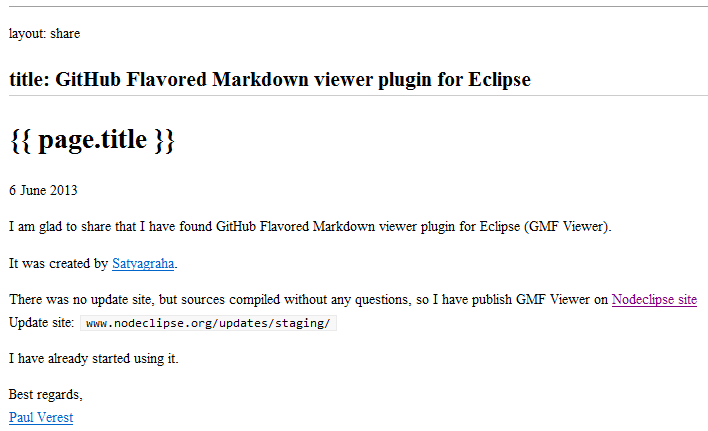 layout: share
title: GitHub Flavored Markdown viewer plugin for Eclipse
{{ page.title }}
6 June 2013
I am glad to share that I have found GitHub Flavored Markdown viewer plugin for Eclipse (GMF Viewer).
It was created by Satyagraha.
There was no update site, but sources compiled without any questions, so I have publish GMF Viewer on Nodeclipse site
Update site: www.nodeclipse.org/updates/staging/
I have already started using it.
Best regards,
Paul Verest